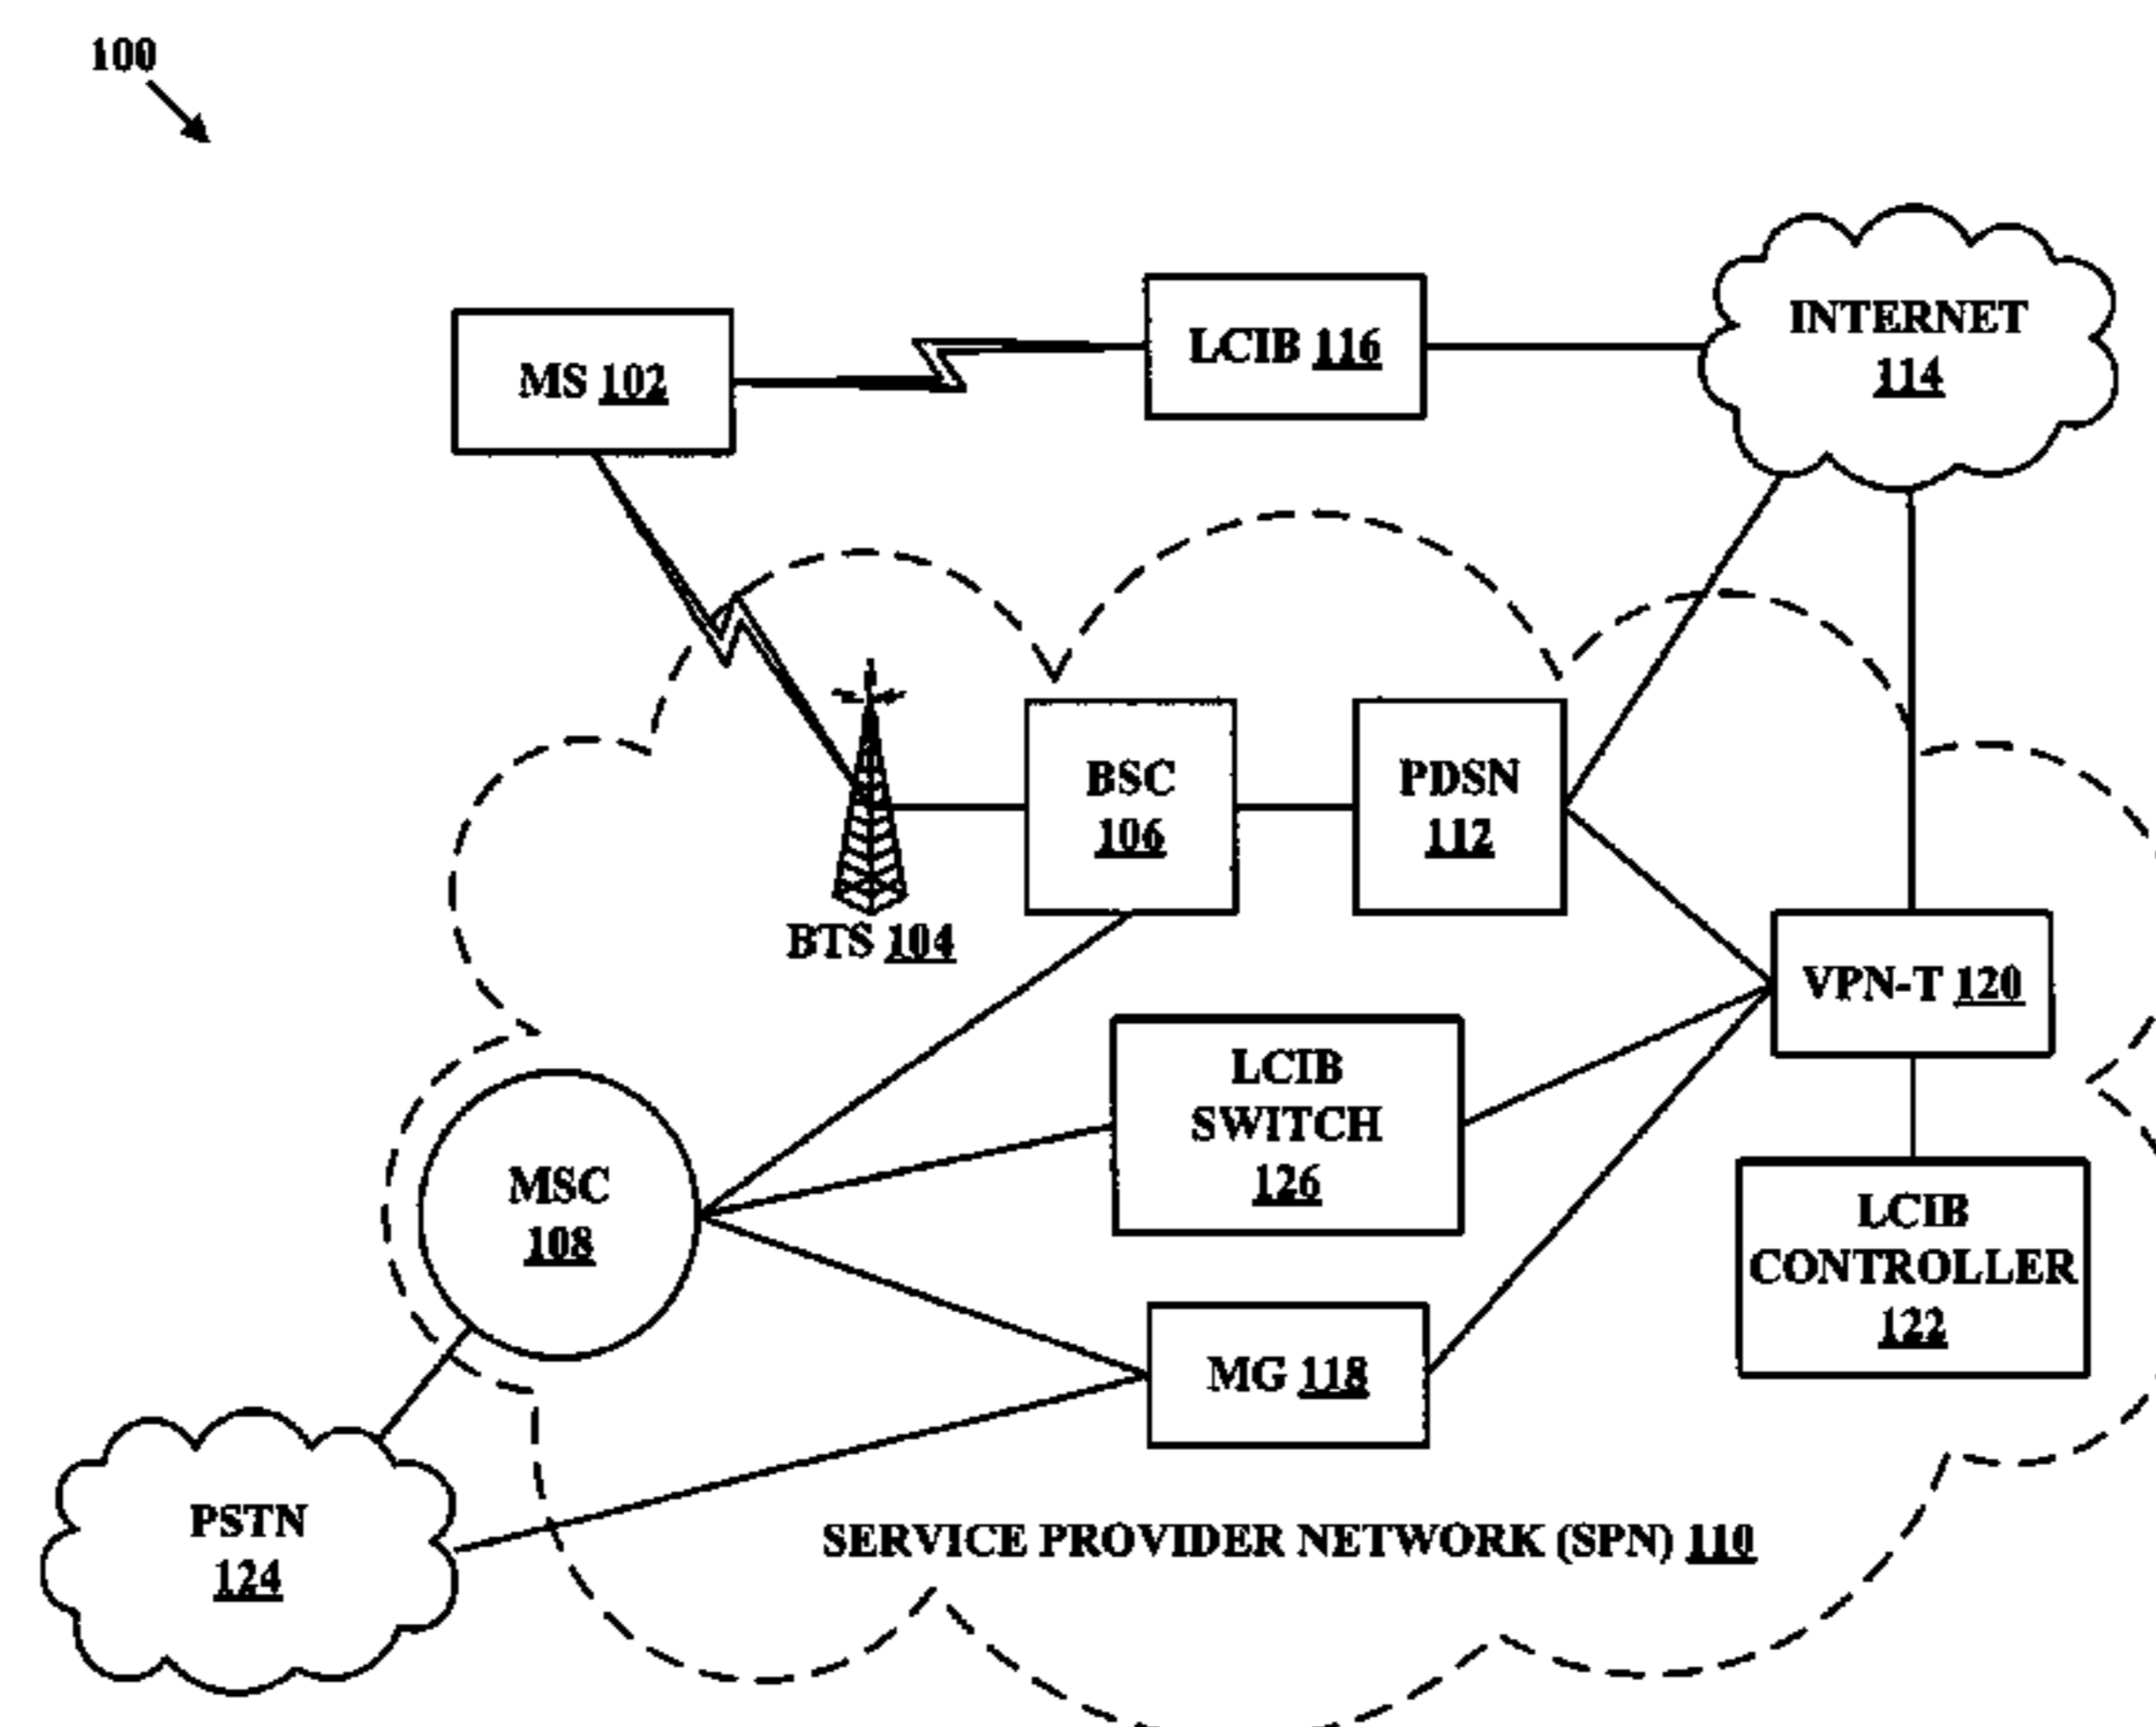 100
INTERNET
114
LCIB 116
MS 102
BSC
106
PDSN
112
BTS 104
VPN-T 120
LCIB
SWITCH
126
MSC
108
LCIB
CONTROLLER
122
MG 118
PSTN
124
SERVICE PROVIDER NETWORK (SPN) 110